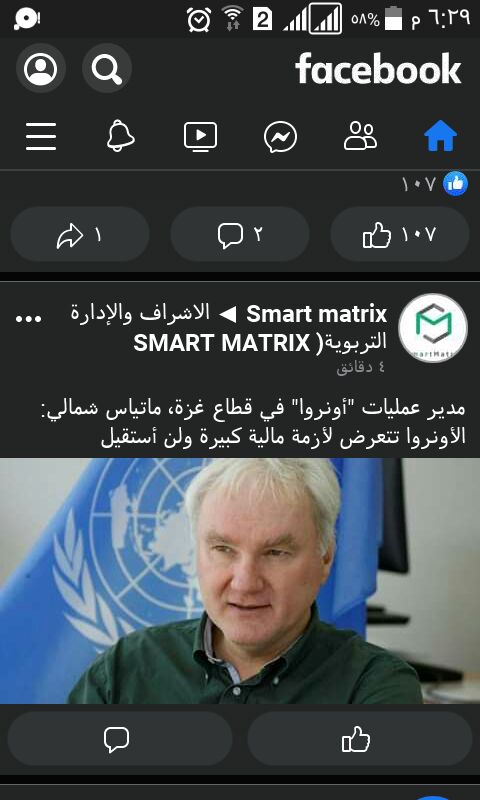 ٦:٢٩ م ٥٨% 2
facebook
١٠٧
١٠٧ ٢ ١
Smart matrix ◀ الاشراف والإدارة
التربوية( SMART MATRIX
٤ دقائق
مدير عمليات "أونروا" في قطاع غزة، ماتياس شمالي:
الأونروا تتعرض لأزمة مالية كبيرة ولن أستقيل